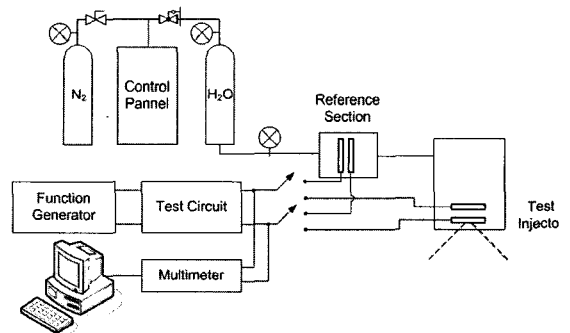 N2
Control
Pannel
H2O
Reference
Section
Function
Generator
Test Circuit
Test
Injecto
Multimeter